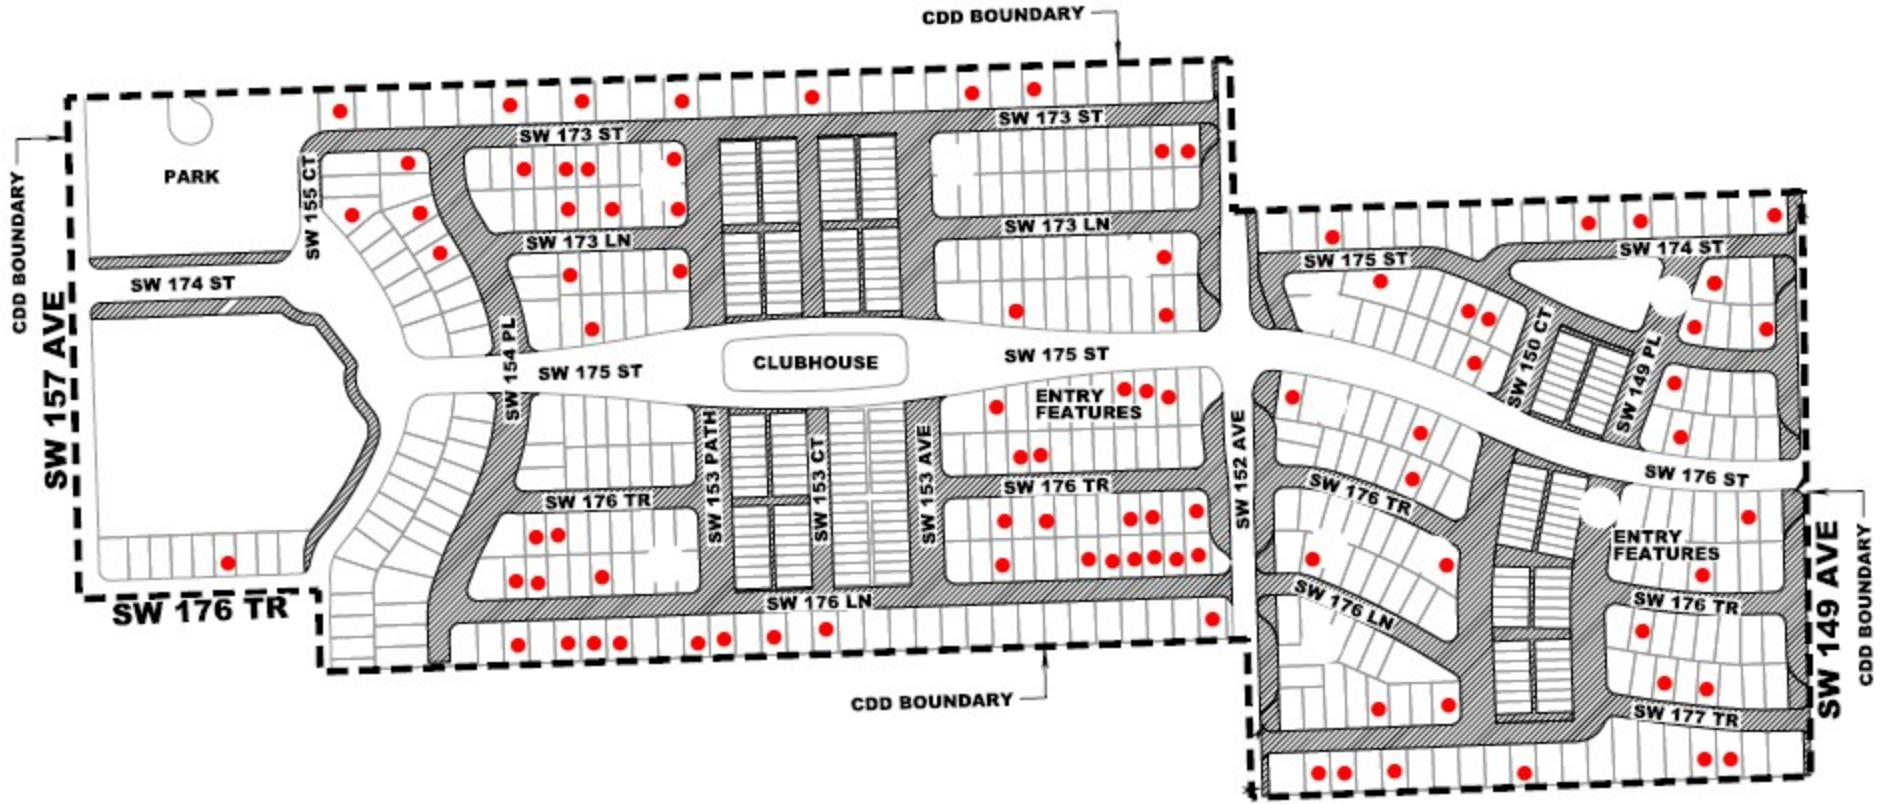 CDD BOUNDARY
SW 173 ST
SW 173 ST
PARK
SW 155 CT
CDD BOUNDARY
SW 173 LN
SW 173 LN
SW 174 ST
SW 175 ST
SW 174 ST
SW 157 AVE
SW 154 PL
SW 175 ST
CLUBHOUSE
SW 175 ST
SW 150 CT
SW 149 PL
ENTRY
FEATURES
SW 153 PATH
SW 153 CT
SW 153 AVE
SW 152 AVE
SW 176 TR
SW 176 TR
SW 176 TR
SW 176 ST
ENTRY
FEATURES
SW 149 AVE
CDD BOUNDARY
SW 176 TR
SW 176 LN
SW 176 LN
SW 176 TR
CDD BOUNDARY
SW 177 TR